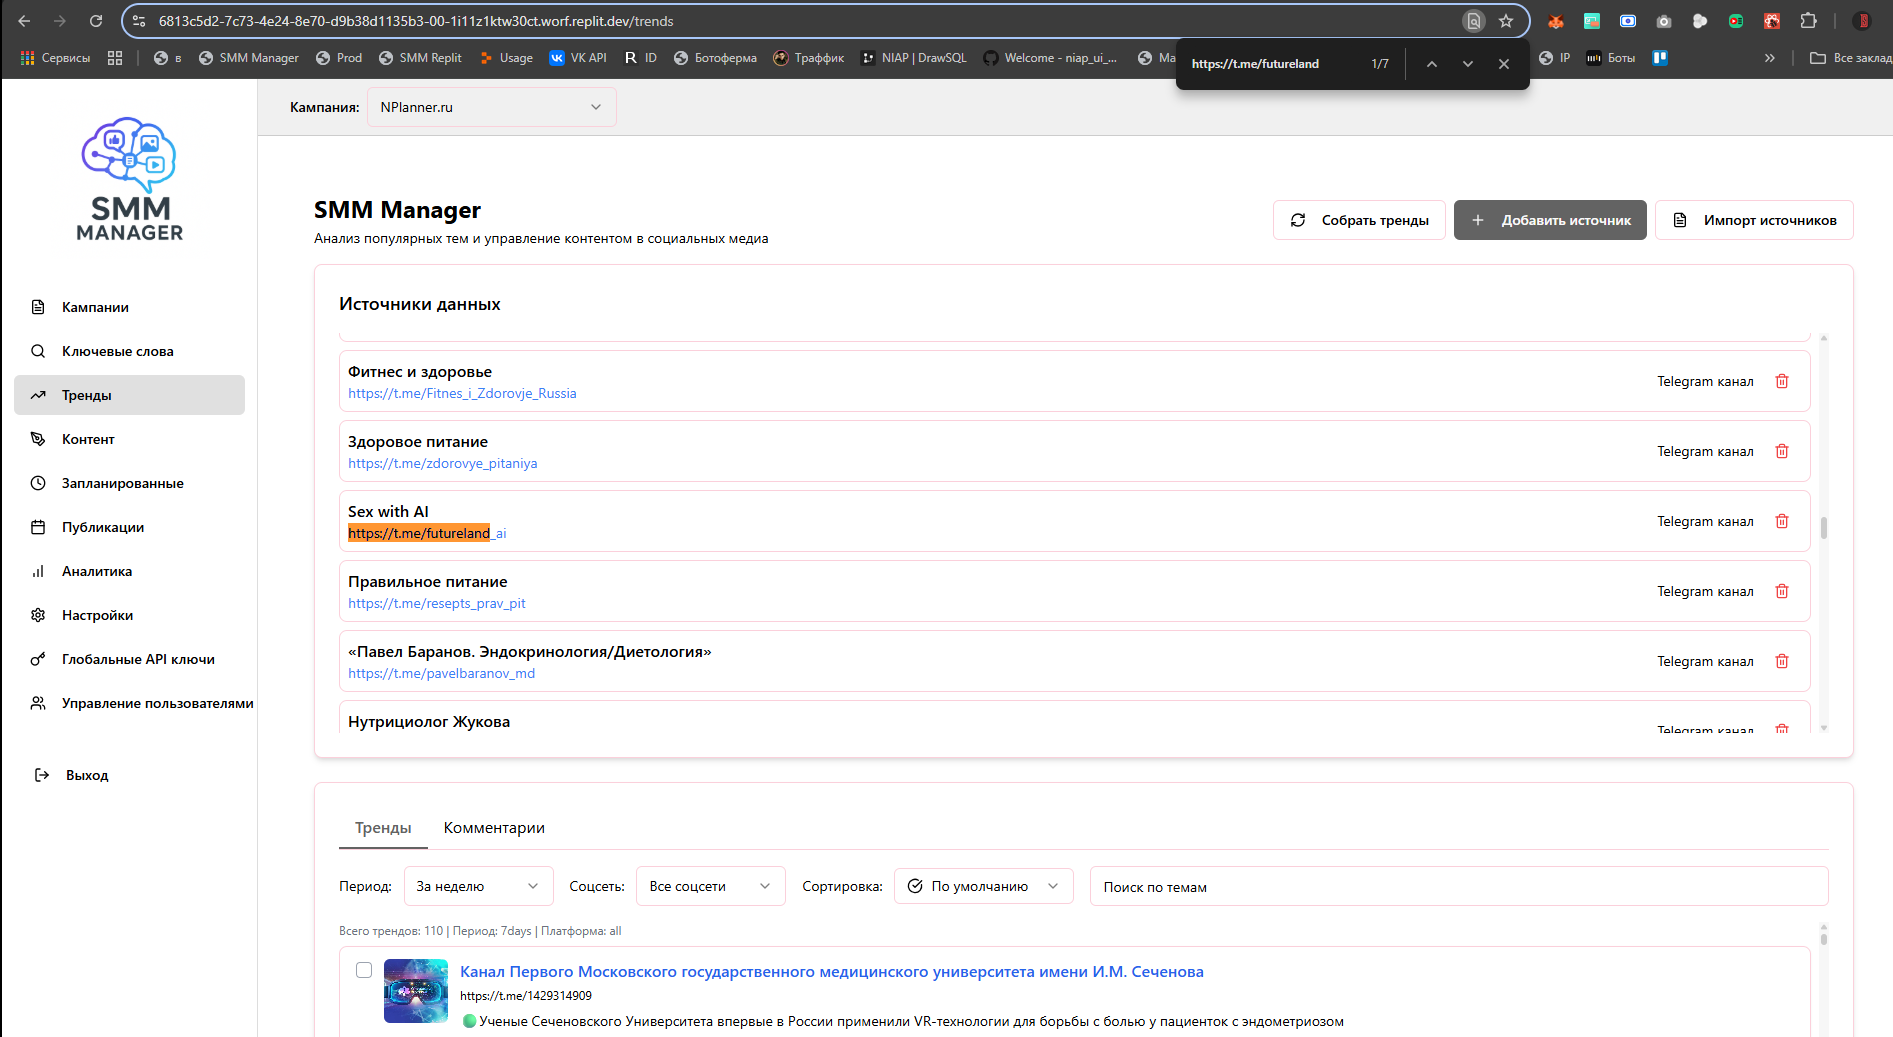 6813c5d2-7c73-4e24-8e70-d9b38d1135b3-00-1i11z1ktw30ct.worf.replit.dev/trends
Сервисы
в
SMM Manager
Prod
SMM Replit
Usage
VK API
R ID
Ботоферма
Траффик
NIAP | DrawSQL
Welcome - niap_ui_...
Ma
IP
Боты
Все заклад
https://t.me/futureland 1/7
SMM
MANAGER
Кампания: NPlanner.ru
SMM Manager
Анализ популярных тем и управление контентом в социальных медиа
Собрать тренды
+ Добавить источник
Импорт источников
Кампании
Ключевые слова
Тренды
Контент
Запланированные
Публикации
Аналитика
Настройки
Глобальные API ключи
Управление пользователями
Выход
Источники данных
Фитнес и здоровье
https://t.me/Fitnes_i_Zdorovje_Russia
Telegram канал
Здоровое питание
https://t.me/zdorovye_pitaniya
Telegram канал
Sex with AI
https://t.me/futureland_ai
Telegram канал
Правильное питание
https://t.me/resepts_prav_pit
Telegram канал
«Павел Баранов. Эндокринология/Диетология»
https://t.me/pavelbaranov_md
Telegram канал
Нутрициолог Жукова
Telegram канал
Тренды Комментарии
Период: За неделю Соцсеть: Все соцсети Сортировка: По умолчанию Поиск по темам
Всего трендов: 110 | Период: 7days | Платформа: all
Канал Первого Московского государственного медицинского университета имени И.М. Сеченова
https://t.me/1429314909
Ученые Сеченовского Университета впервые в России применили VR-технологии для борьбы с болью у пациенток с эндометриозом